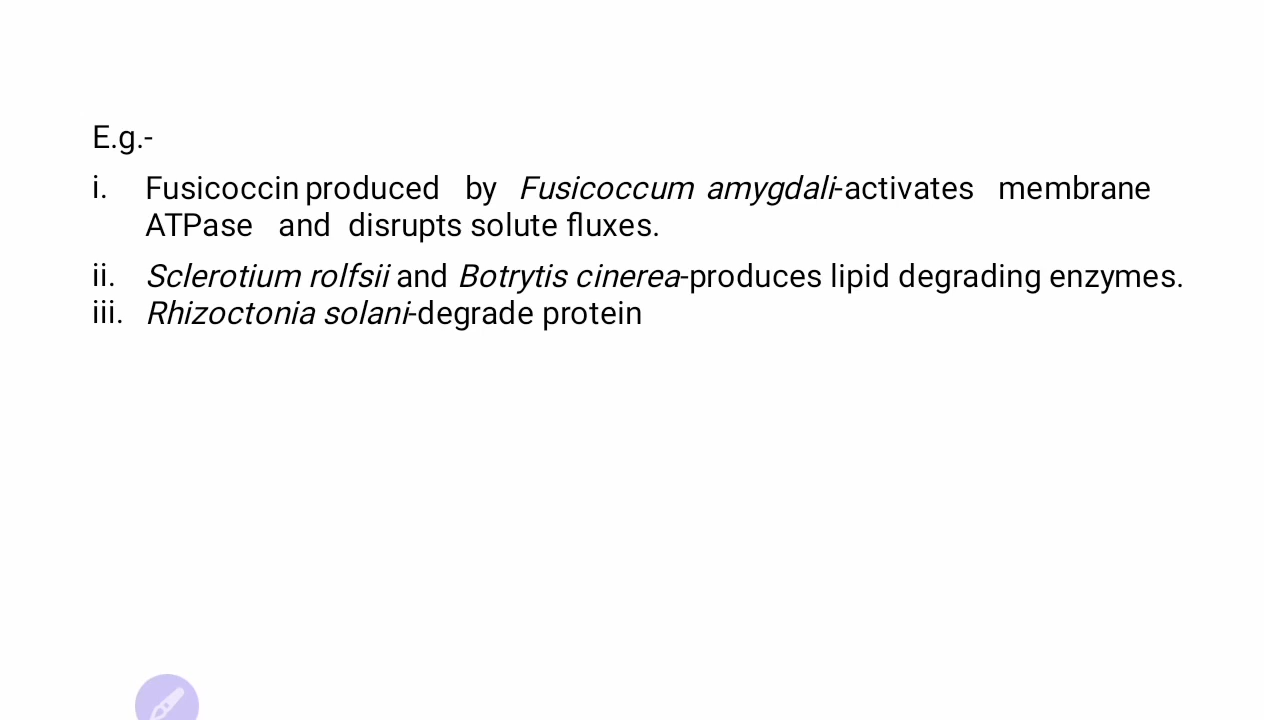 E.g.-
i. Fusicoccin produced by Fusicoccum amygdali-activates membrane
ATPase and disrupts solute fluxes.
ii. Sclerotium rolfsii and Botrytis cinerea-produces lipid degrading enzymes.
iii. Rhizoctonia solani-degrade protein